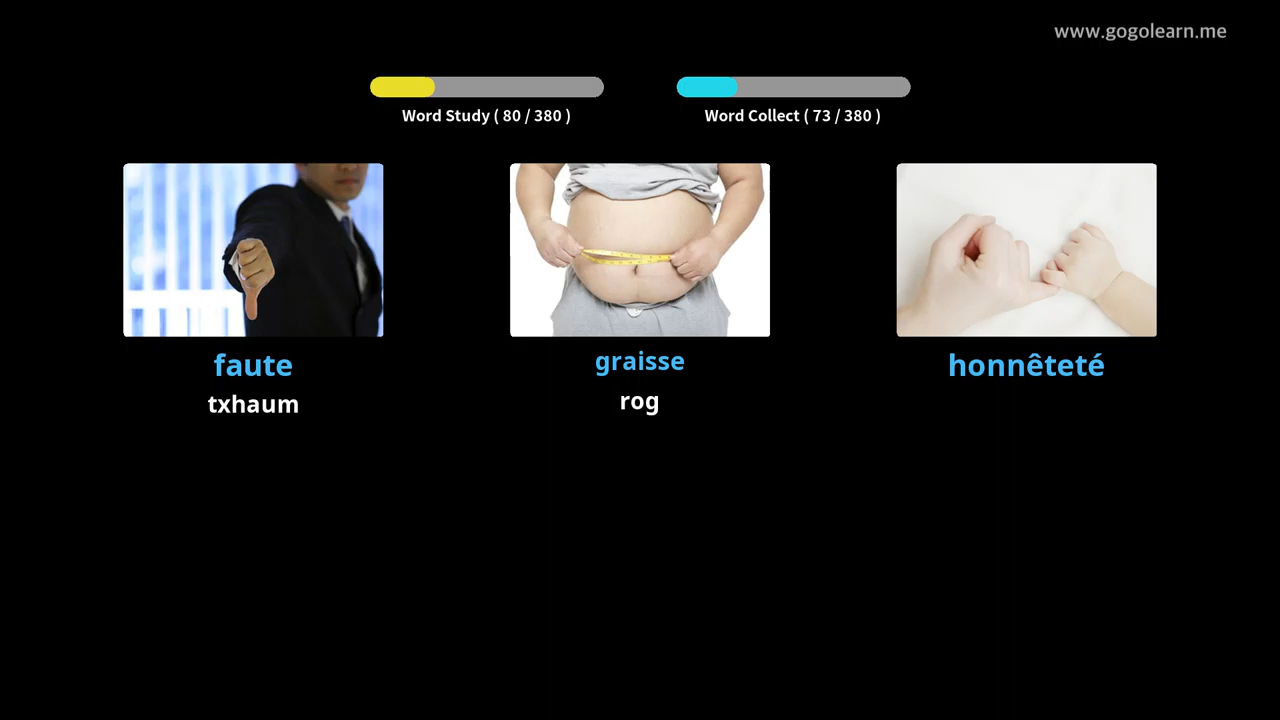 www.gogolearn.me
Word Study ( 80 / 380 )
Word Collect ( 73 / 380 )
faute
txhaum
graisse
rog
honnêteté